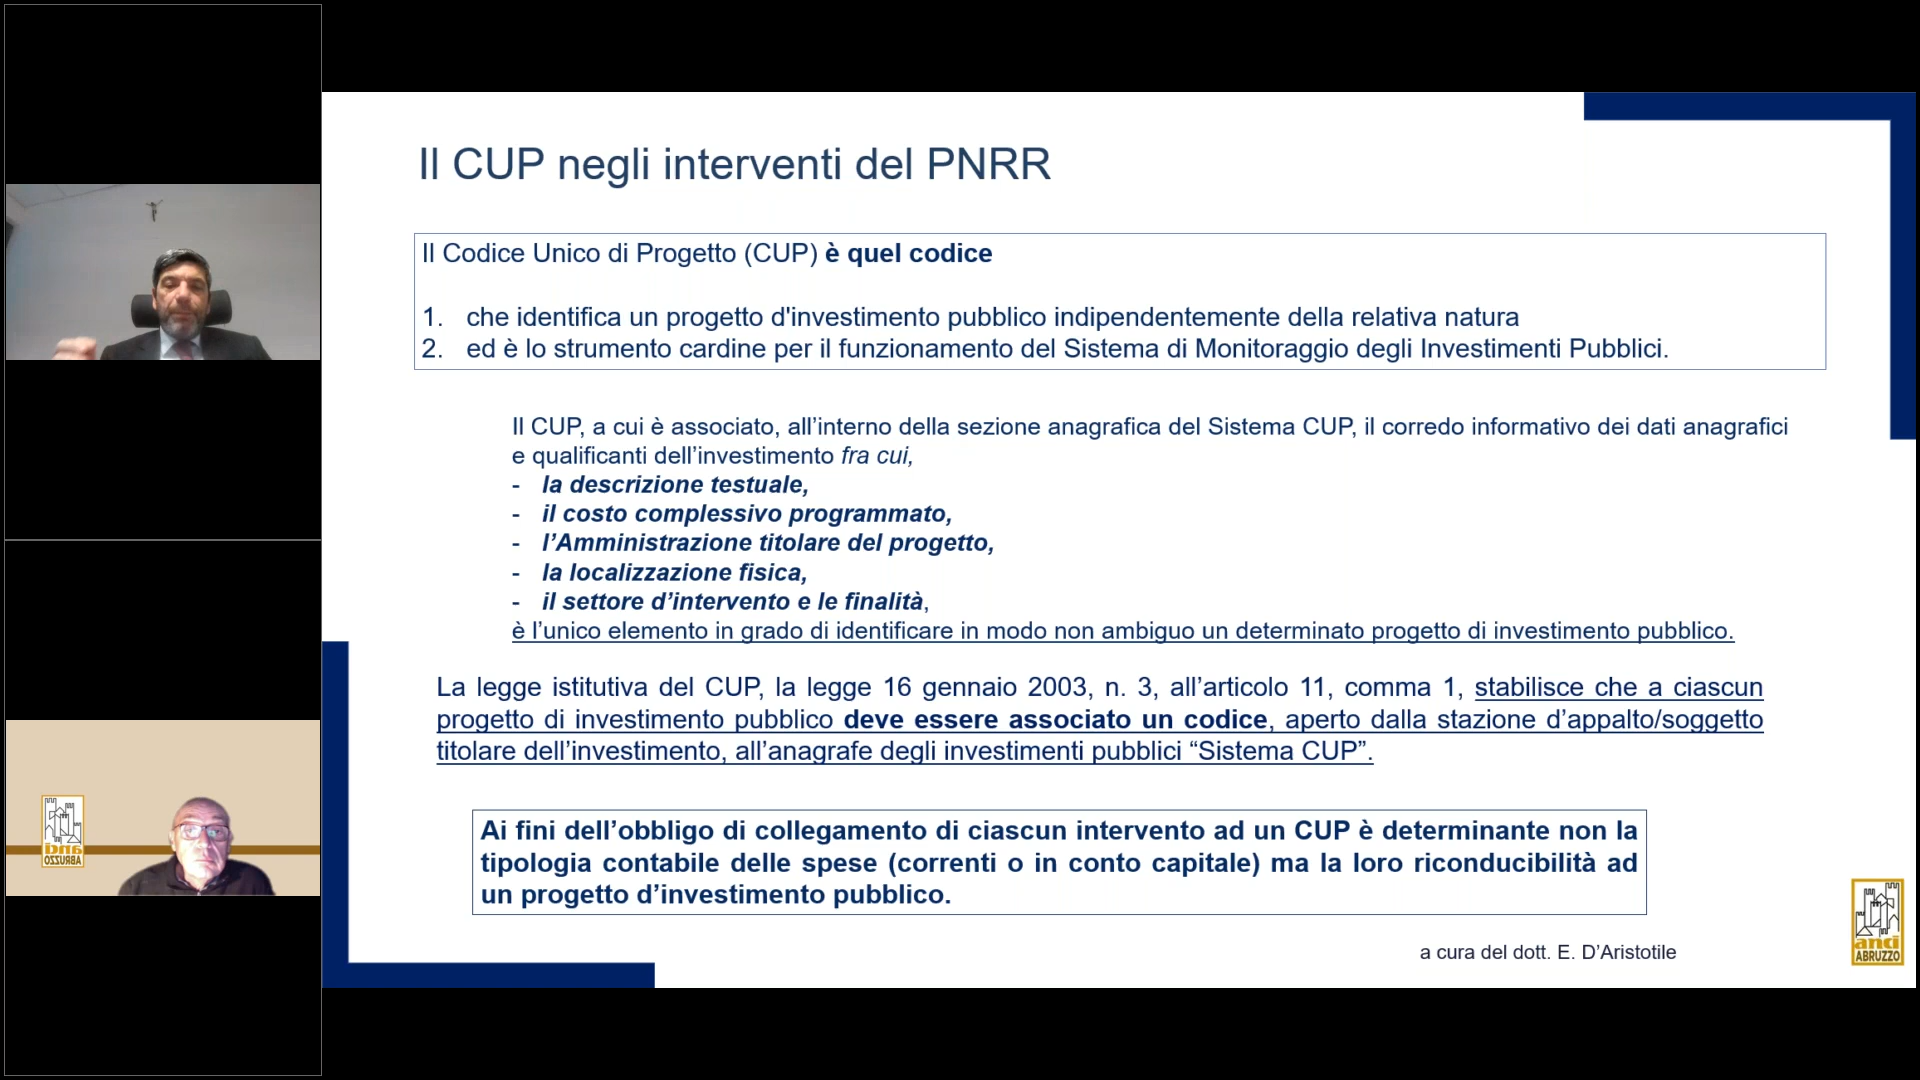 Il CUP negli interventi del PNRR
Il Codice Unico di Progetto (CUP) è quel codice
1. che identifica un progetto d'investimento pubblico indipendentemente della relativa natura
2. ed è lo strumento cardine per il funzionamento del Sistema di Monitoraggio degli Investimenti Pubblici.
Il CUP, a cui è associato, all’interno della sezione anagrafica del Sistema CUP, il corredo informativo dei dati anagrafici
e qualificanti dell’investimento fra cui,
- la descrizione testuale,
- il costo complessivo programmato,
- l’Amministrazione titolare del progetto,
- la localizzazione fisica,
- il settore d’intervento e le finalità,
è l’unico elemento in grado di identificare in modo non ambiguo un determinato progetto di investimento pubblico.
La legge istitutiva del CUP, la legge 16 gennaio 2003, n. 3, all’articolo 11, comma 1, stabilisce che a ciascun
progetto di investimento pubblico deve essere associato un codice, aperto dalla stazione d’appalto/soggetto
titolare dell’investimento, all’anagrafe degli investimenti pubblici “Sistema CUP”.
Ai fini dell’obbligo di collegamento di ciascun intervento ad un CUP è determinante non la
tipologia contabile delle spese (correnti o in conto capitale) ma la loro riconducibilità ad
un progetto d’investimento pubblico.
a cura del dott. E. D’Aristotile
anci
ABRUZZO
anci
ABRUZZO